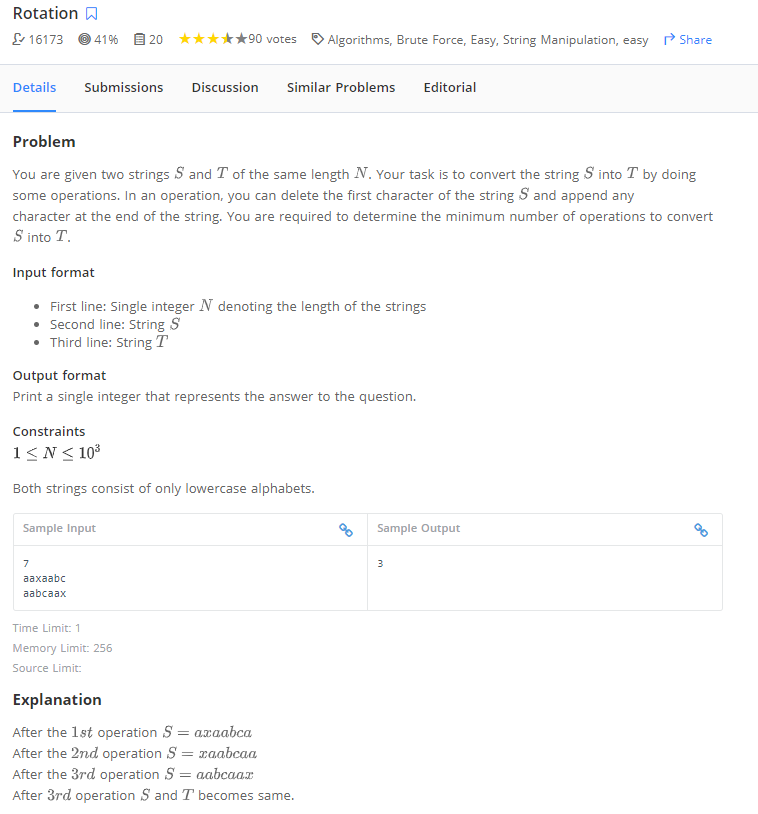 Rotation
16173 41% 20 90 votes Algorithms, Brute Force, Easy, String Manipulation, easy Share
Details Submissions Discussion Similar Problems Editorial
Problem
You are given two strings S and T of the same length N. Your task is to convert the string S into T by doing
some operations. In an operation, you can delete the first character of the string S and append any
character at the end of the string. You are required to determine the minimum number of operations to convert
S into T.
Input format
• First line: Single integer N denoting the length of the strings
• Second line: String S
• Third line: String T
Output format
Print a single integer that represents the answer to the question.
Constraints
1 ≤ N ≤ 10³
Both strings consist of only lowercase alphabets.
Sample Input Sample Output
7 3
aaxaabc
aabcaax
Time Limit: 1
Memory Limit: 256
Source Limit:
Explanation
After the 1st operation S = axaabca
After the 2nd operation S = xaabcaa
After the 3rd operation S = aabcaax
After 3rd operation S and T becomes same.